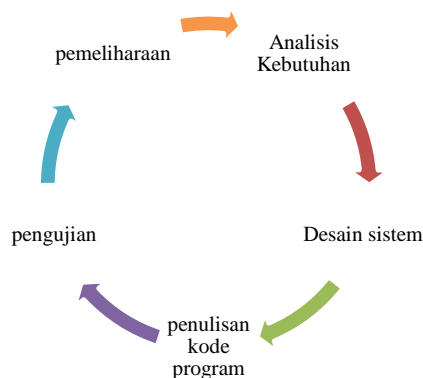 Analisis
Kebutuhan
Desain sistem
penulisan
kode
program
pengujian
pemeliharaan